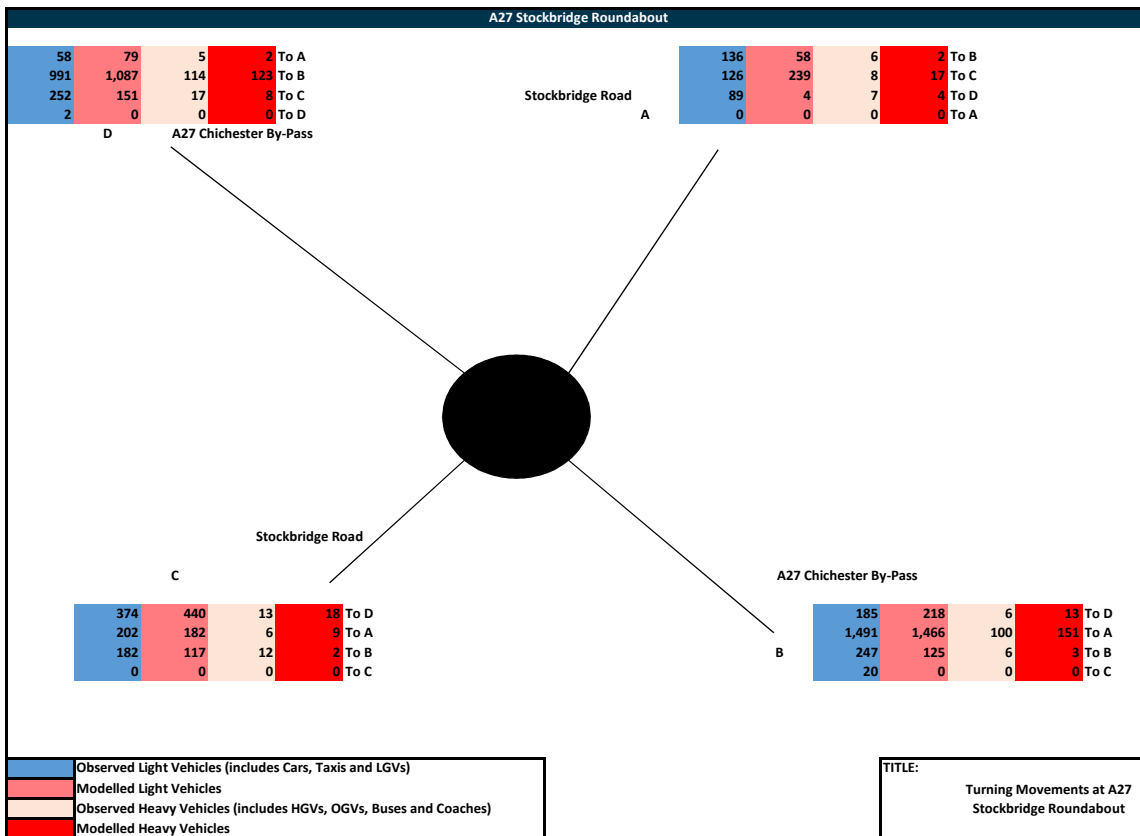 A27 Stockbridge Roundabout
58 79 5 2 To A
991 1,087 114 123 To B
252 151 17 8 To C
2 0 0 0 To D
D A27 Chichester By-Pass
136 58 6 2 To B
126 239 8 17 To C
Stockbridge Road 89 4 7 4 To D
A 0 0 0 0 To A
Stockbridge Road
C
374 440 13 18 To D
202 182 6 9 To A
182 117 12 2 To B
0 0 0 0 To C
A27 Chichester By-Pass
185 218 6 13 To D
1,491 1,466 100 151 To A
B 247 125 6 3 To B
20 0 0 0 To C
Observed Light Vehicles (includes Cars, Taxis and LGVs)
Modelled Light Vehicles
Observed Heavy Vehicles (includes HGVs, OGVs, Buses and Coaches)
Modelled Heavy Vehicles
TITLE:
Turning Movements at A27
Stockbridge Roundabout